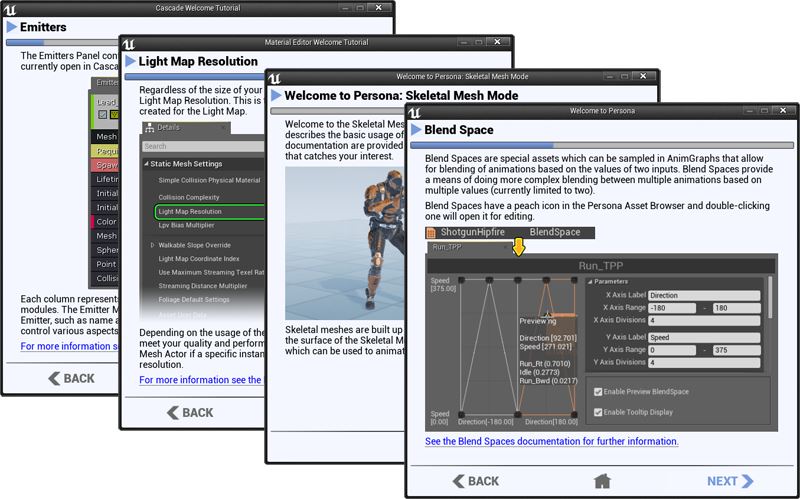 Cascade Welcome Tutorial
Emitters
The Emitters Panel con
currently open in Casca
Emitter
Lead_
Mesh
Requi
Spaw
Lifetim
Initial
Initial
Color
Mesh
Spher
Point
Collisi
Each column represents
modules. The Emitter M
Emitter, such as name a
control various aspects
For more information s
BACK
Material Editor Welcome Tutorial
Light Map Resolution
Regardless of the size of your
Light Map Resolution. This is t
created for the Light Map.
Details
Search
Static Mesh Settings
Simple Collision Physical Material
Collision Complexity
Light Map Resolution
Lpv Bias Multiplier
Walkable Slope Override
Light Map Coordinate Index
Use Maximum Streaming Texel Rati
Streaming Distance Multiplier
Foliage Default Settings
Asset User Data
Depending on the usage of the
meet your quality and perform
Mesh Actor if a specific instan
resolution.
For more information see the
BACK
Welcome to Persona: Skeletal Mesh Mode
Welcome to Persona: Skeletal Mesh Mode
Welcome to the Skeletal Mes
describes the basic usage of
documentation are provided
that catches your interest.
Skeletal meshes are built up
the surface of the Skeletal M
which can be used to animat
Welcome to Persona
Blend Space
Blend Spaces are special assets which can be sampled in AnimGraphs that allow
for blending of animations based on the values of two inputs. Blend Spaces provide
a means of doing more complex blending between multiple animations based on
multiple values (currently limited to two).
Blend Spaces have a peach icon in the Persona Asset Browser and double-clicking
one will open it for editing.
ShotgunHipfire BlendSpace
Run_TPP
Run_TPP
Speed
[375.00]
Previewing
Direction [92.701]
Speed [271.021]
Run_Rt (0.7010)
Idle (0.2773)
Run_Bwd (0.0217)
Speed
[0.00]
Direction[-180.00]
Direction[180.00]
Parameters
X Axis Label Direction
X Axis Range -180 - 180
X Axis Divisions 4
Y Axis Label Speed
Y Axis Range 0 - 375
Y Axis Divisions 4
Enable Preview BlendSpace
Enable Tooltip Display
See the Blend Spaces documentation for further information.
BACK
NEXT